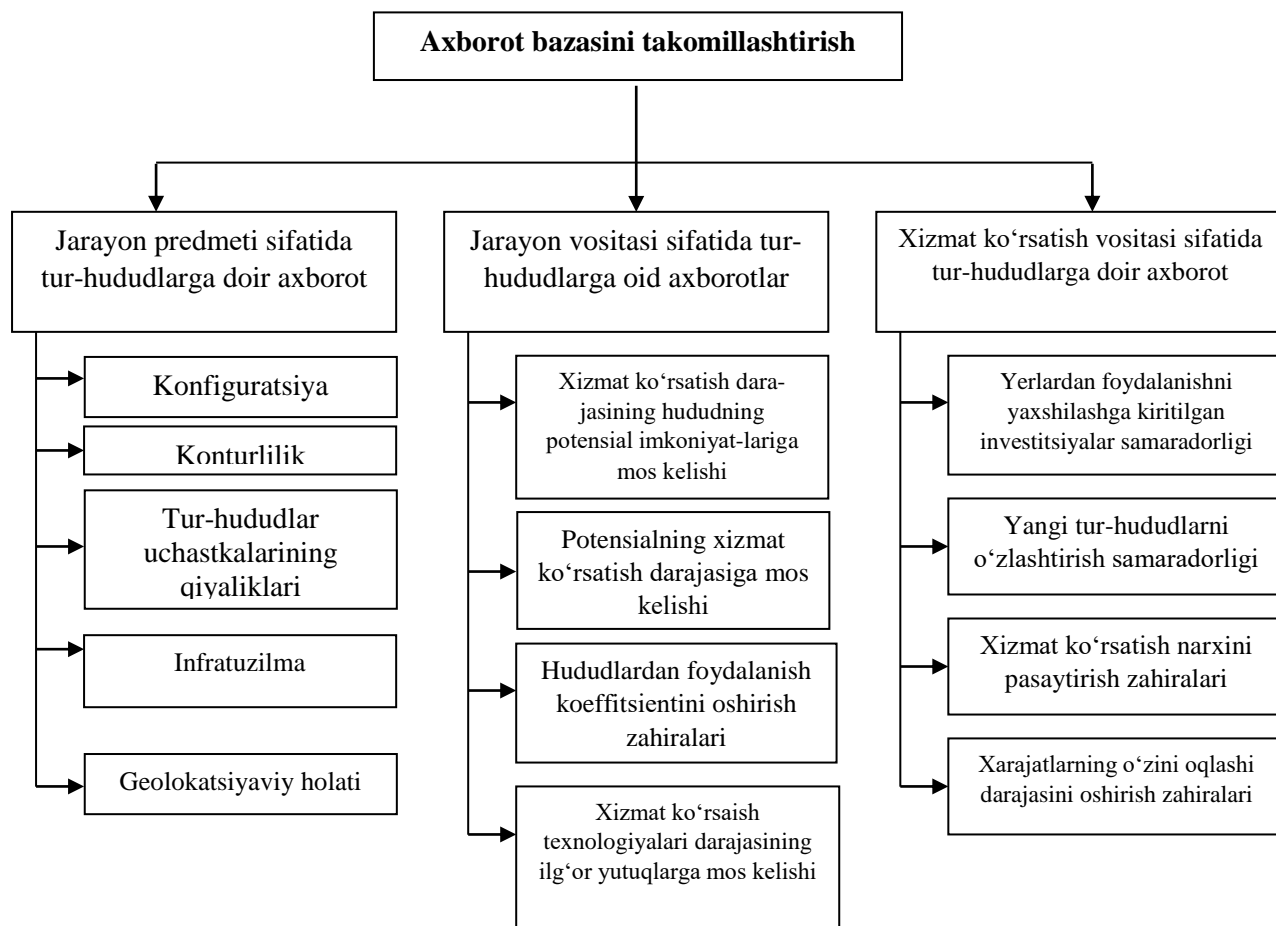 Axborot bazasini takomillashtirish
Jarayon predmeti sifatida
tur-hududlarga doir axborot
Konfiguratsiya
Konturlilik
Tur-hududlar
uchastkalarining
qiyaliklari
Infratuzilma
Geolokatsiyaviy holati
Jarayon vositasi sifatida tur-
hududlarga oid axborotlar
Xizmat ko‘rsatish dara-
jasining hududning
potensial imkoniyat-lariga
mos kelishi
Potensialning xizmat
ko‘rsatish darajasiga mos
kelishi
Hududlardan foydalanish
koeffitsientini oshirish
zahiralari
Xizmat ko‘rsaish
texnologiyalari darajasining
ilg‘or yutuqlarga mos kelishi
Xizmat ko‘rsatish vositasi sifatida
tur-hududlarga doir axborot
Yerlardan foydalanishni
yaxshilashga kiritilgan
investitsiyalar samaradorligi
Yangi tur-hududlarni
o‘zlashtirish samaradorligi
Xizmat ko‘rsatish narxini
pasaytirish zahiralari
Xarajatlarning o‘zini oqlashi
darajasini oshirish zahiralari